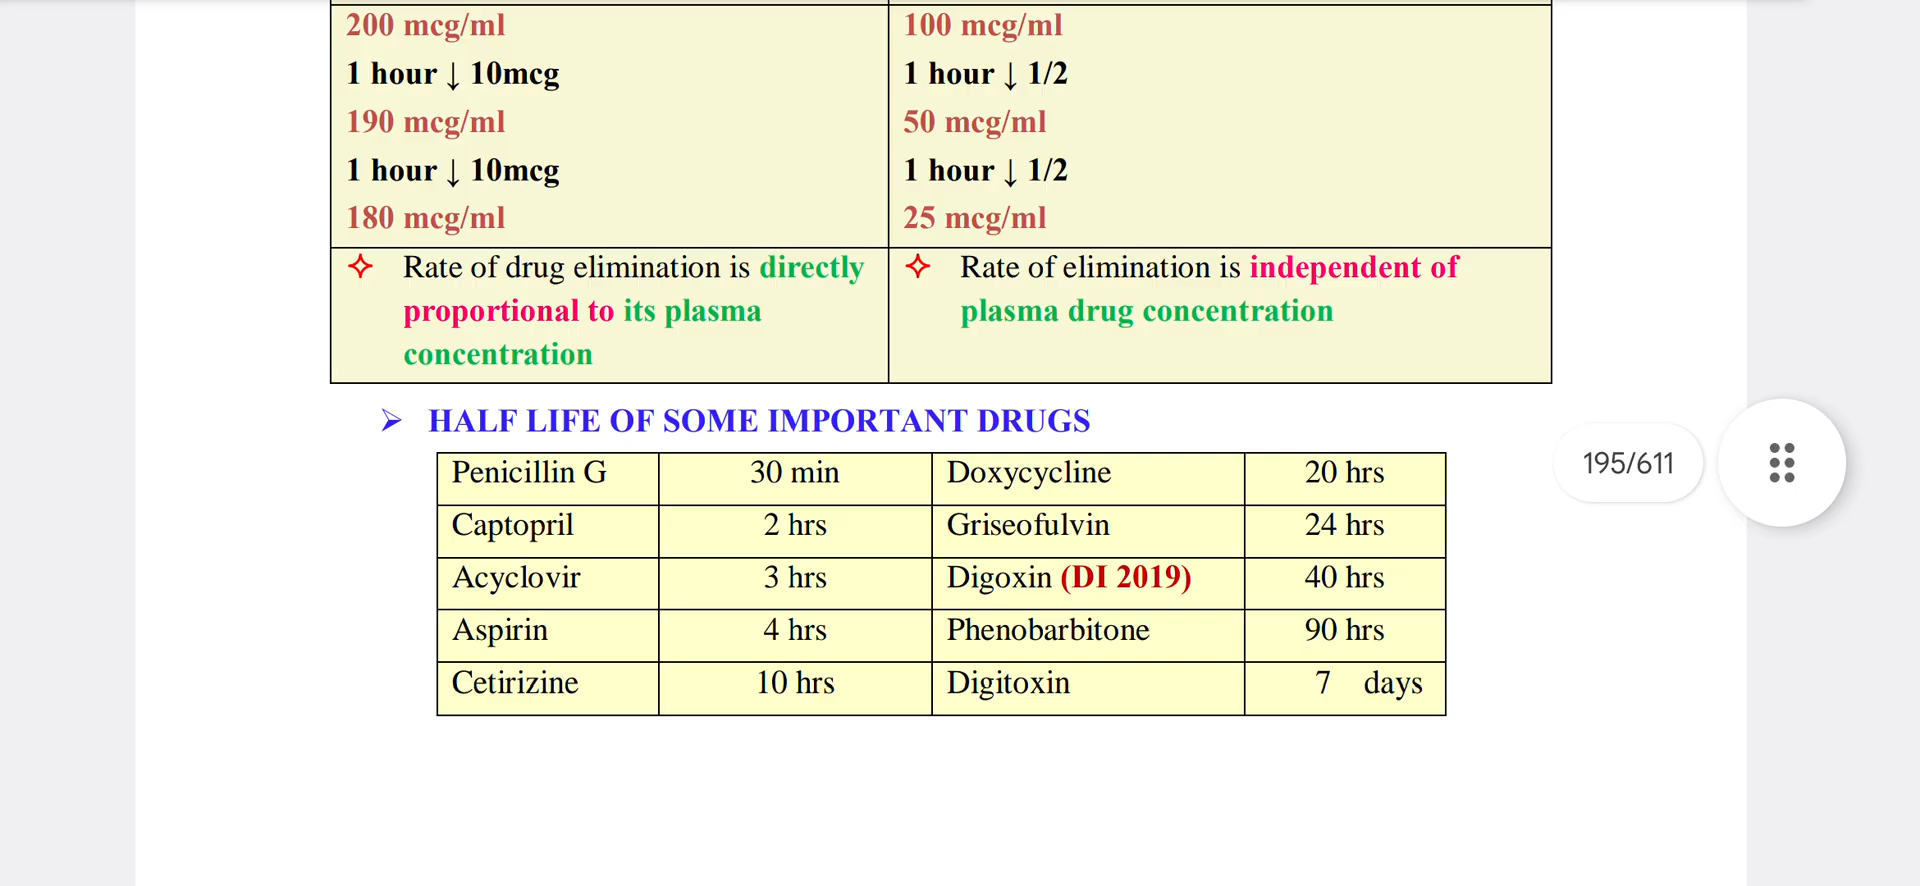 200 mcg/ml
1 hour ↓ 10mcg
190 mcg/ml
1 hour ↓ 10mcg
180 mcg/ml
100 mcg/ml
1 hour ↓ 1/2
50 mcg/ml
1 hour ↓ 1/2
25 mcg/ml
✧ Rate of drug elimination is directly
proportional to its plasma
concentration
✧ Rate of elimination is independent of
plasma drug concentration
➢ HALF LIFE OF SOME IMPORTANT DRUGS
Penicillin G 30 min Doxycycline 20 hrs
Captopril 2 hrs Griseofulvin 24 hrs
Acyclovir 3 hrs Digoxin (DI 2019) 40 hrs
Aspirin 4 hrs Phenobarbitone 90 hrs
Cetirizine 10 hrs Digitoxin 7 days
195/611